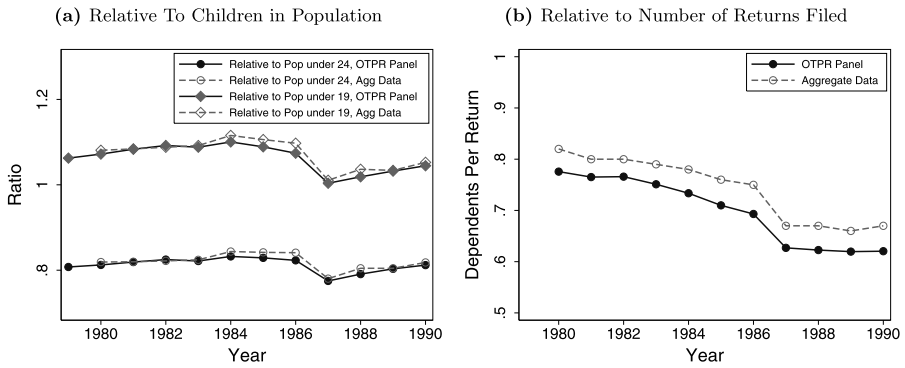 (a) Relative To Children in Population
Relative to Pop under 24, OTPR Panel
Relative to Pop under 24, Agg Data
Relative to Pop under 19, OTPR Panel
Relative to Pop under 19, Agg Data
Ratio
1.2
1
.8
1980 1982 1984 1986 1988 1990
Year
(b) Relative to Number of Returns Filed
OTPR Panel
Aggregate Data
Dependents Per Return
1
.9
.8
.7
.6
.5
1980 1982 1984 1986 1988 1990
Year